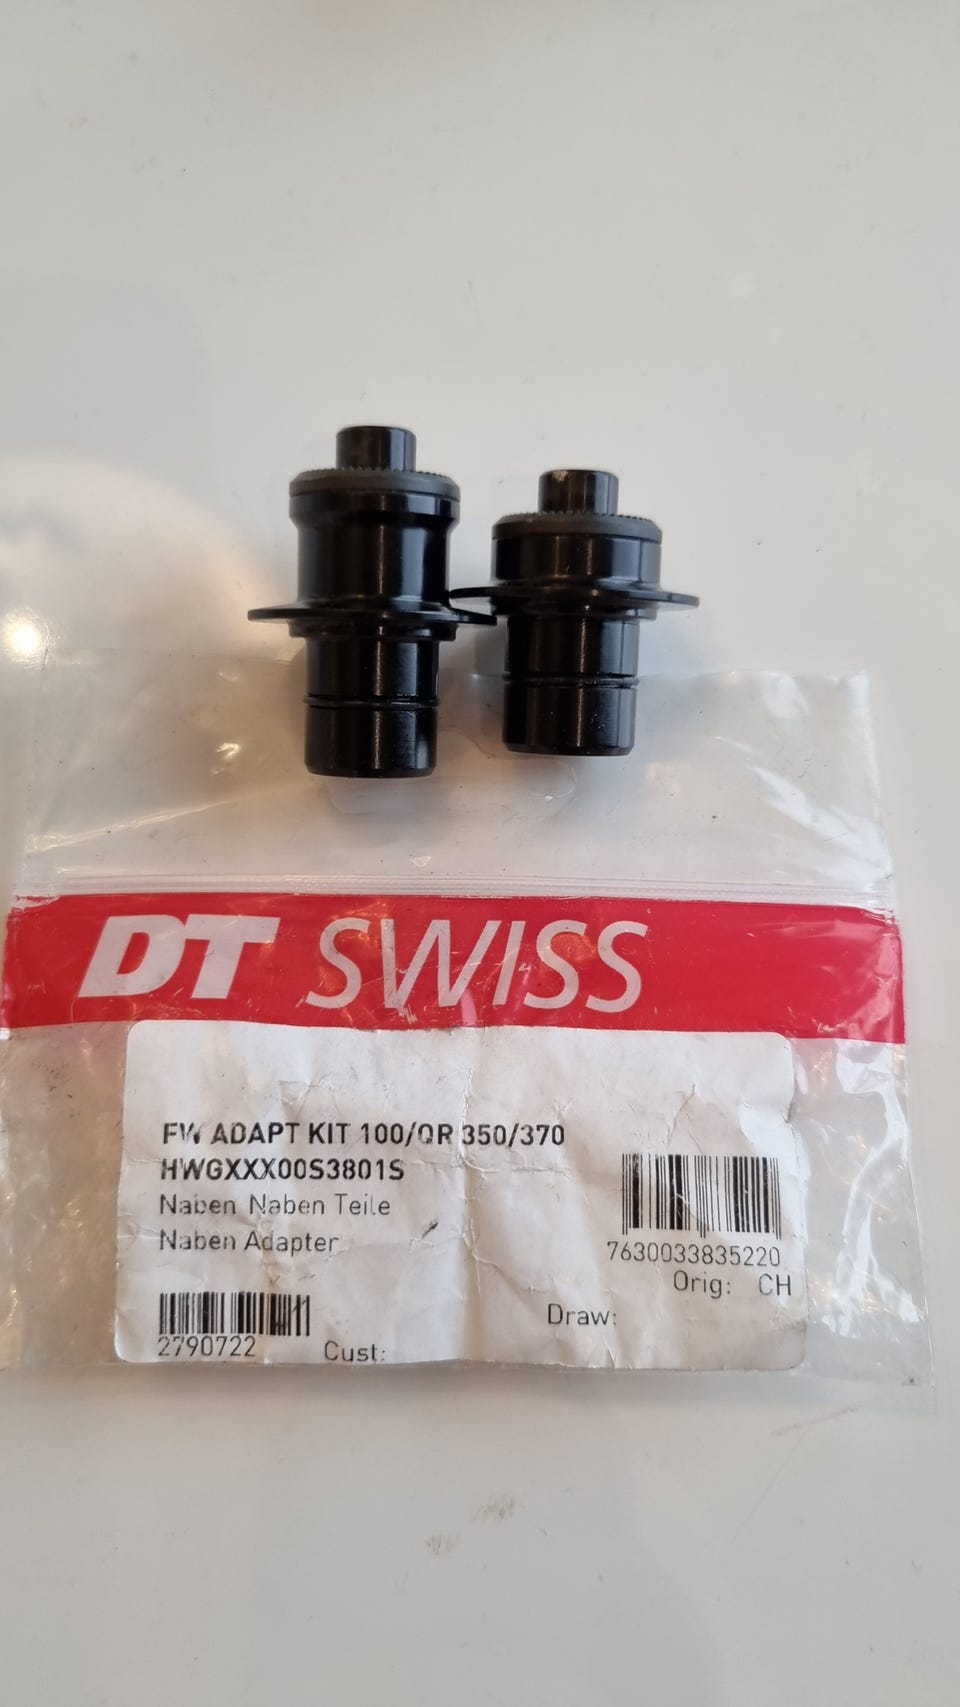 DT SWISS
FW ADAPT KIT 100/QR 350/370
HWGXXX00S3801S
Naben Naben Teile
Naben Adapter
7630033835220
Orig: CH
Draw:
2790722
Cust: